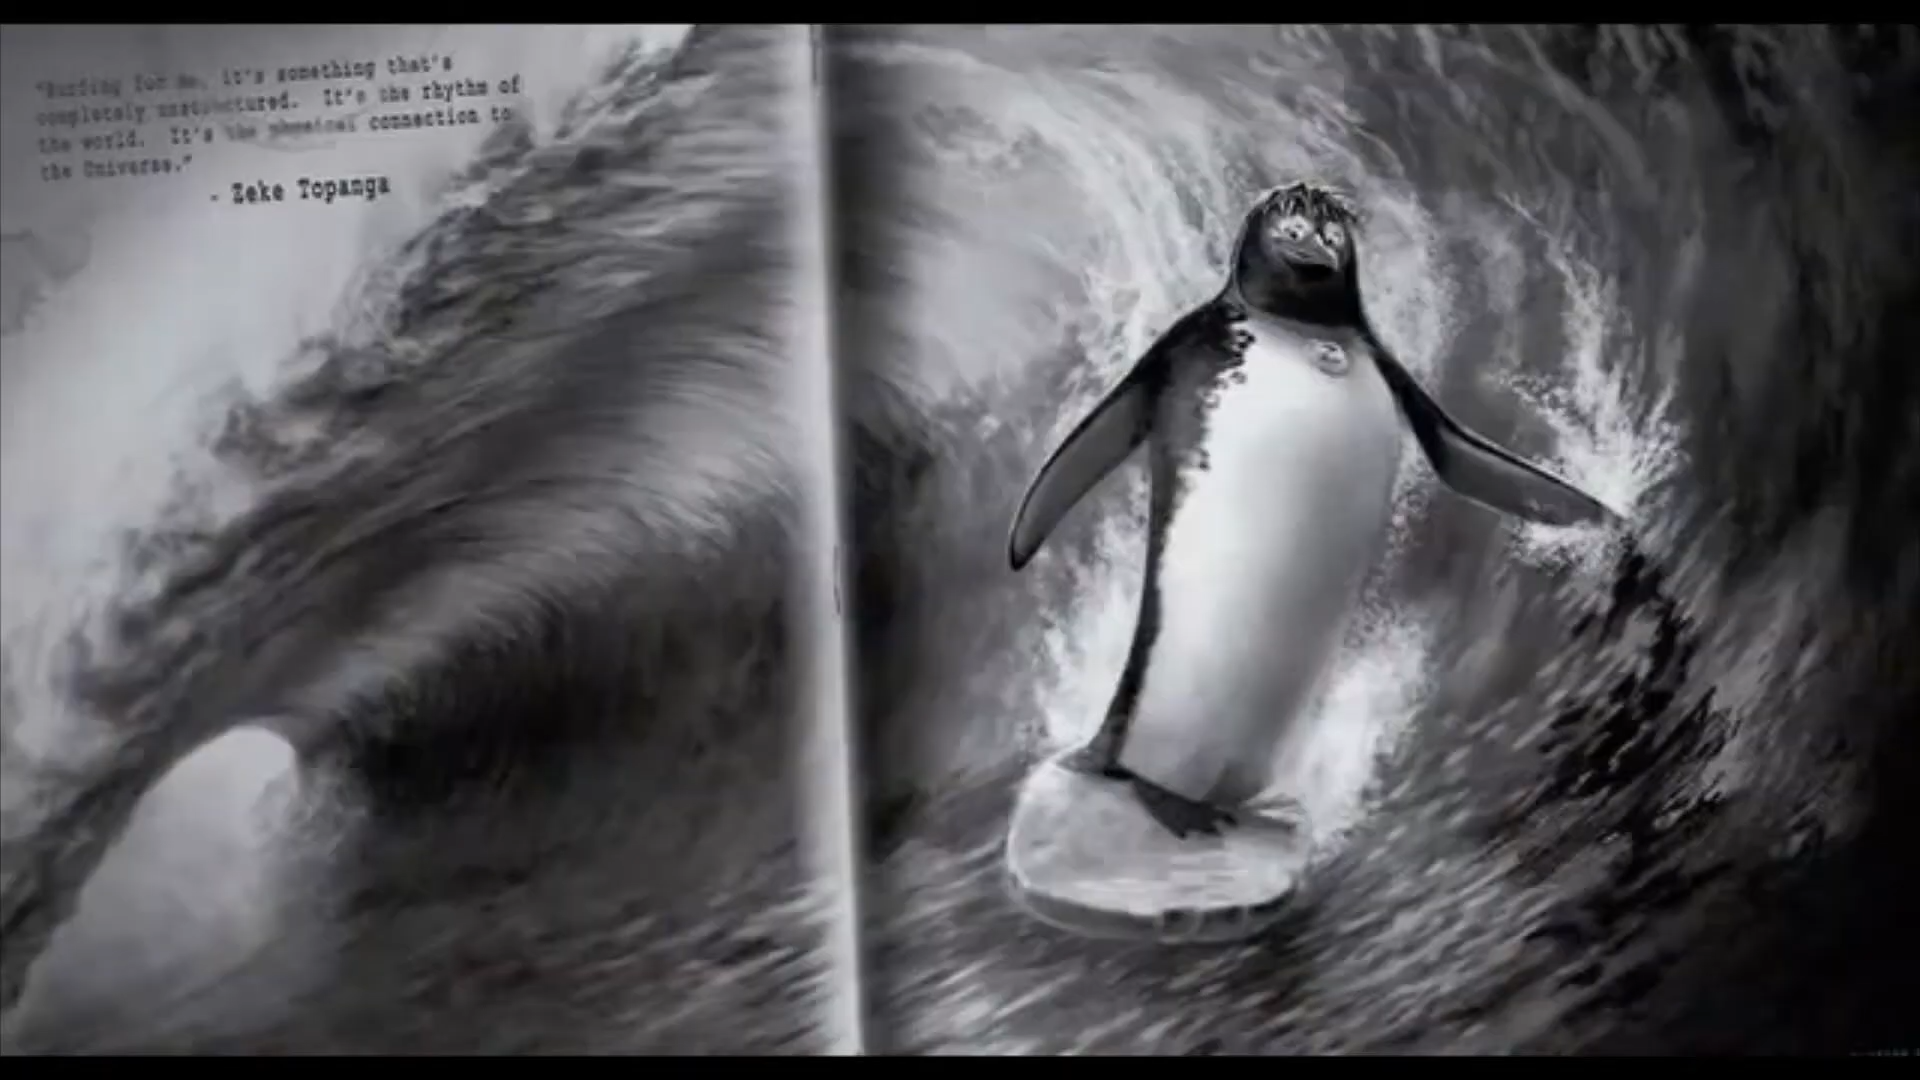 "Surfing for me, it's something that's
completely unstructured. It's the rhythm of
the world. It's the physical connection to
the Universe."
- Zeke Topanga